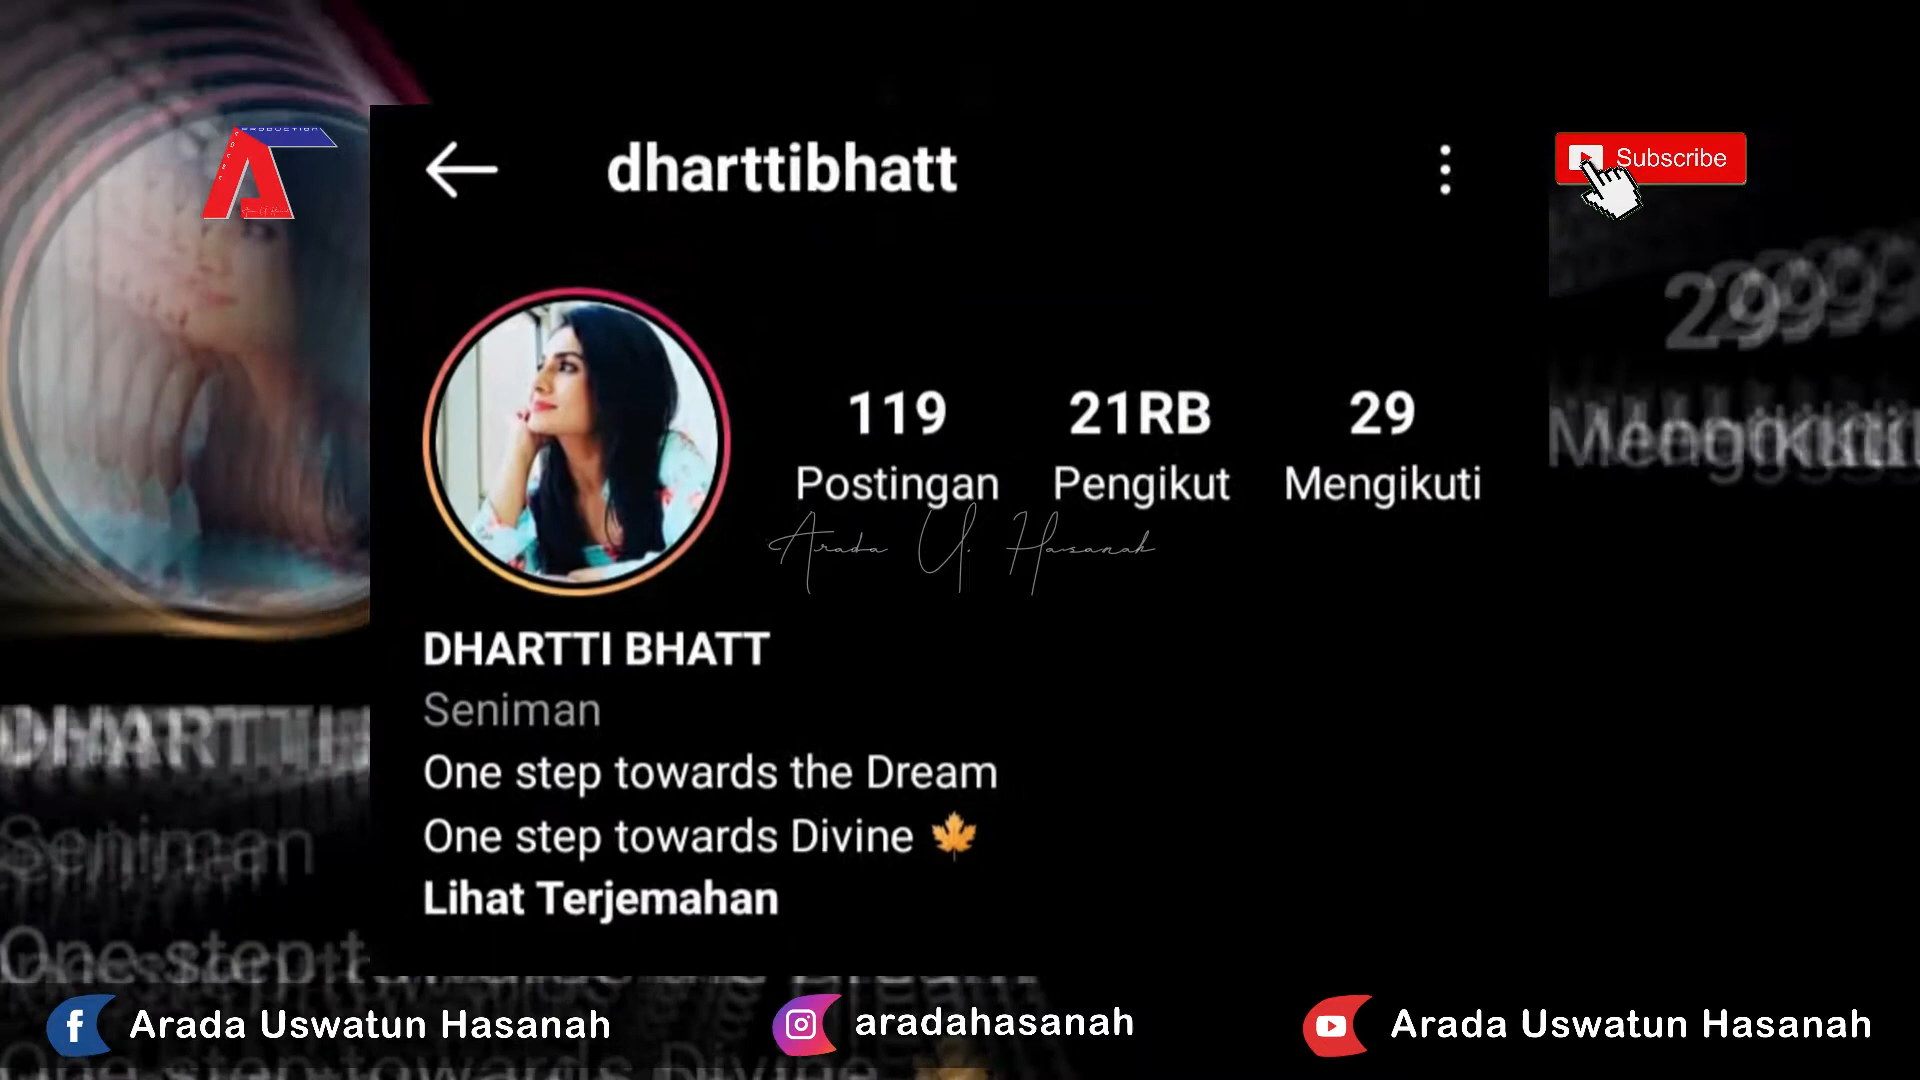 PRODUCTION
dharttibhatt
Subscribe
119
21RB
29
Postingan
Pengikut
Mengikuti
Arada U. Hasanah
DHARTTI BHATT
Seniman
One step towards the Dream
One step towards Divine 🍁
Lihat Terjemahan
Arada Uswatun Hasanah
aradahasanah
Arada Uswatun Hasanah